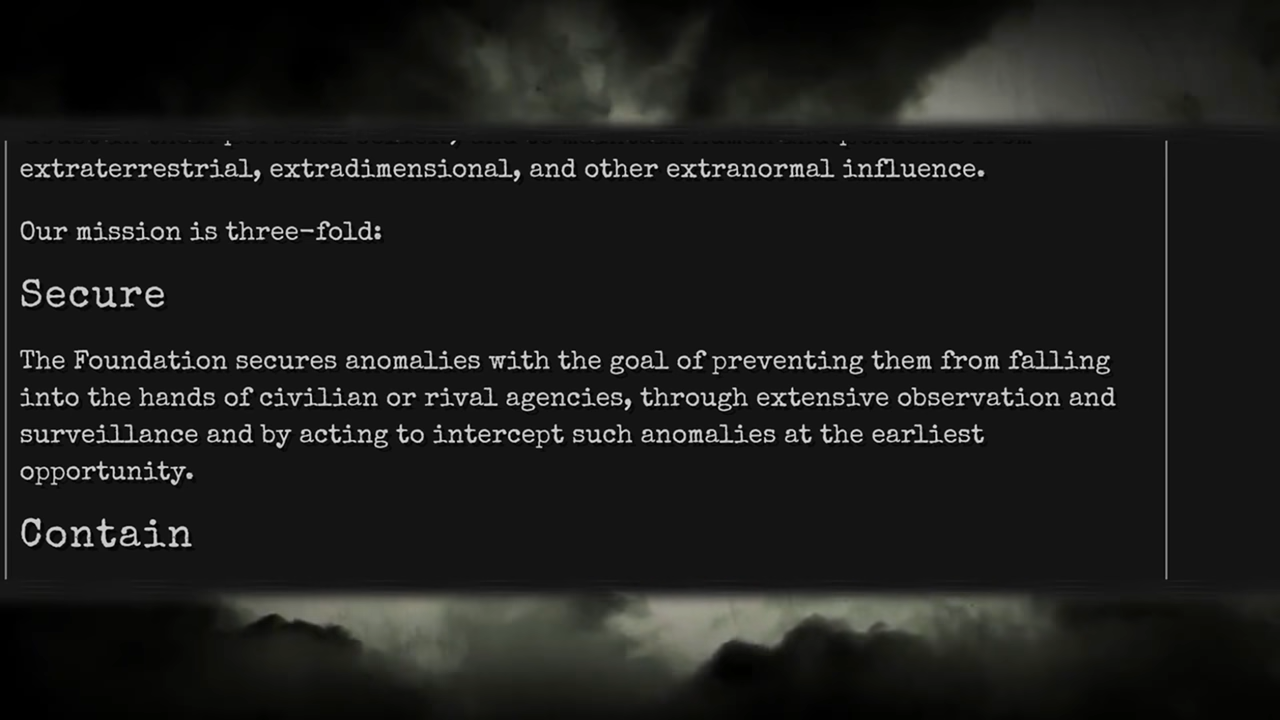 extraterrestrial, extradimensional, and other extranormal influence.
Our mission is three-fold:
Secure
The Foundation secures anomalies with the goal of preventing them from falling
into the hands of civilian or rival agencies, through extensive observation and
surveillance and by acting to intercept such anomalies at the earliest
opportunity.
Contain